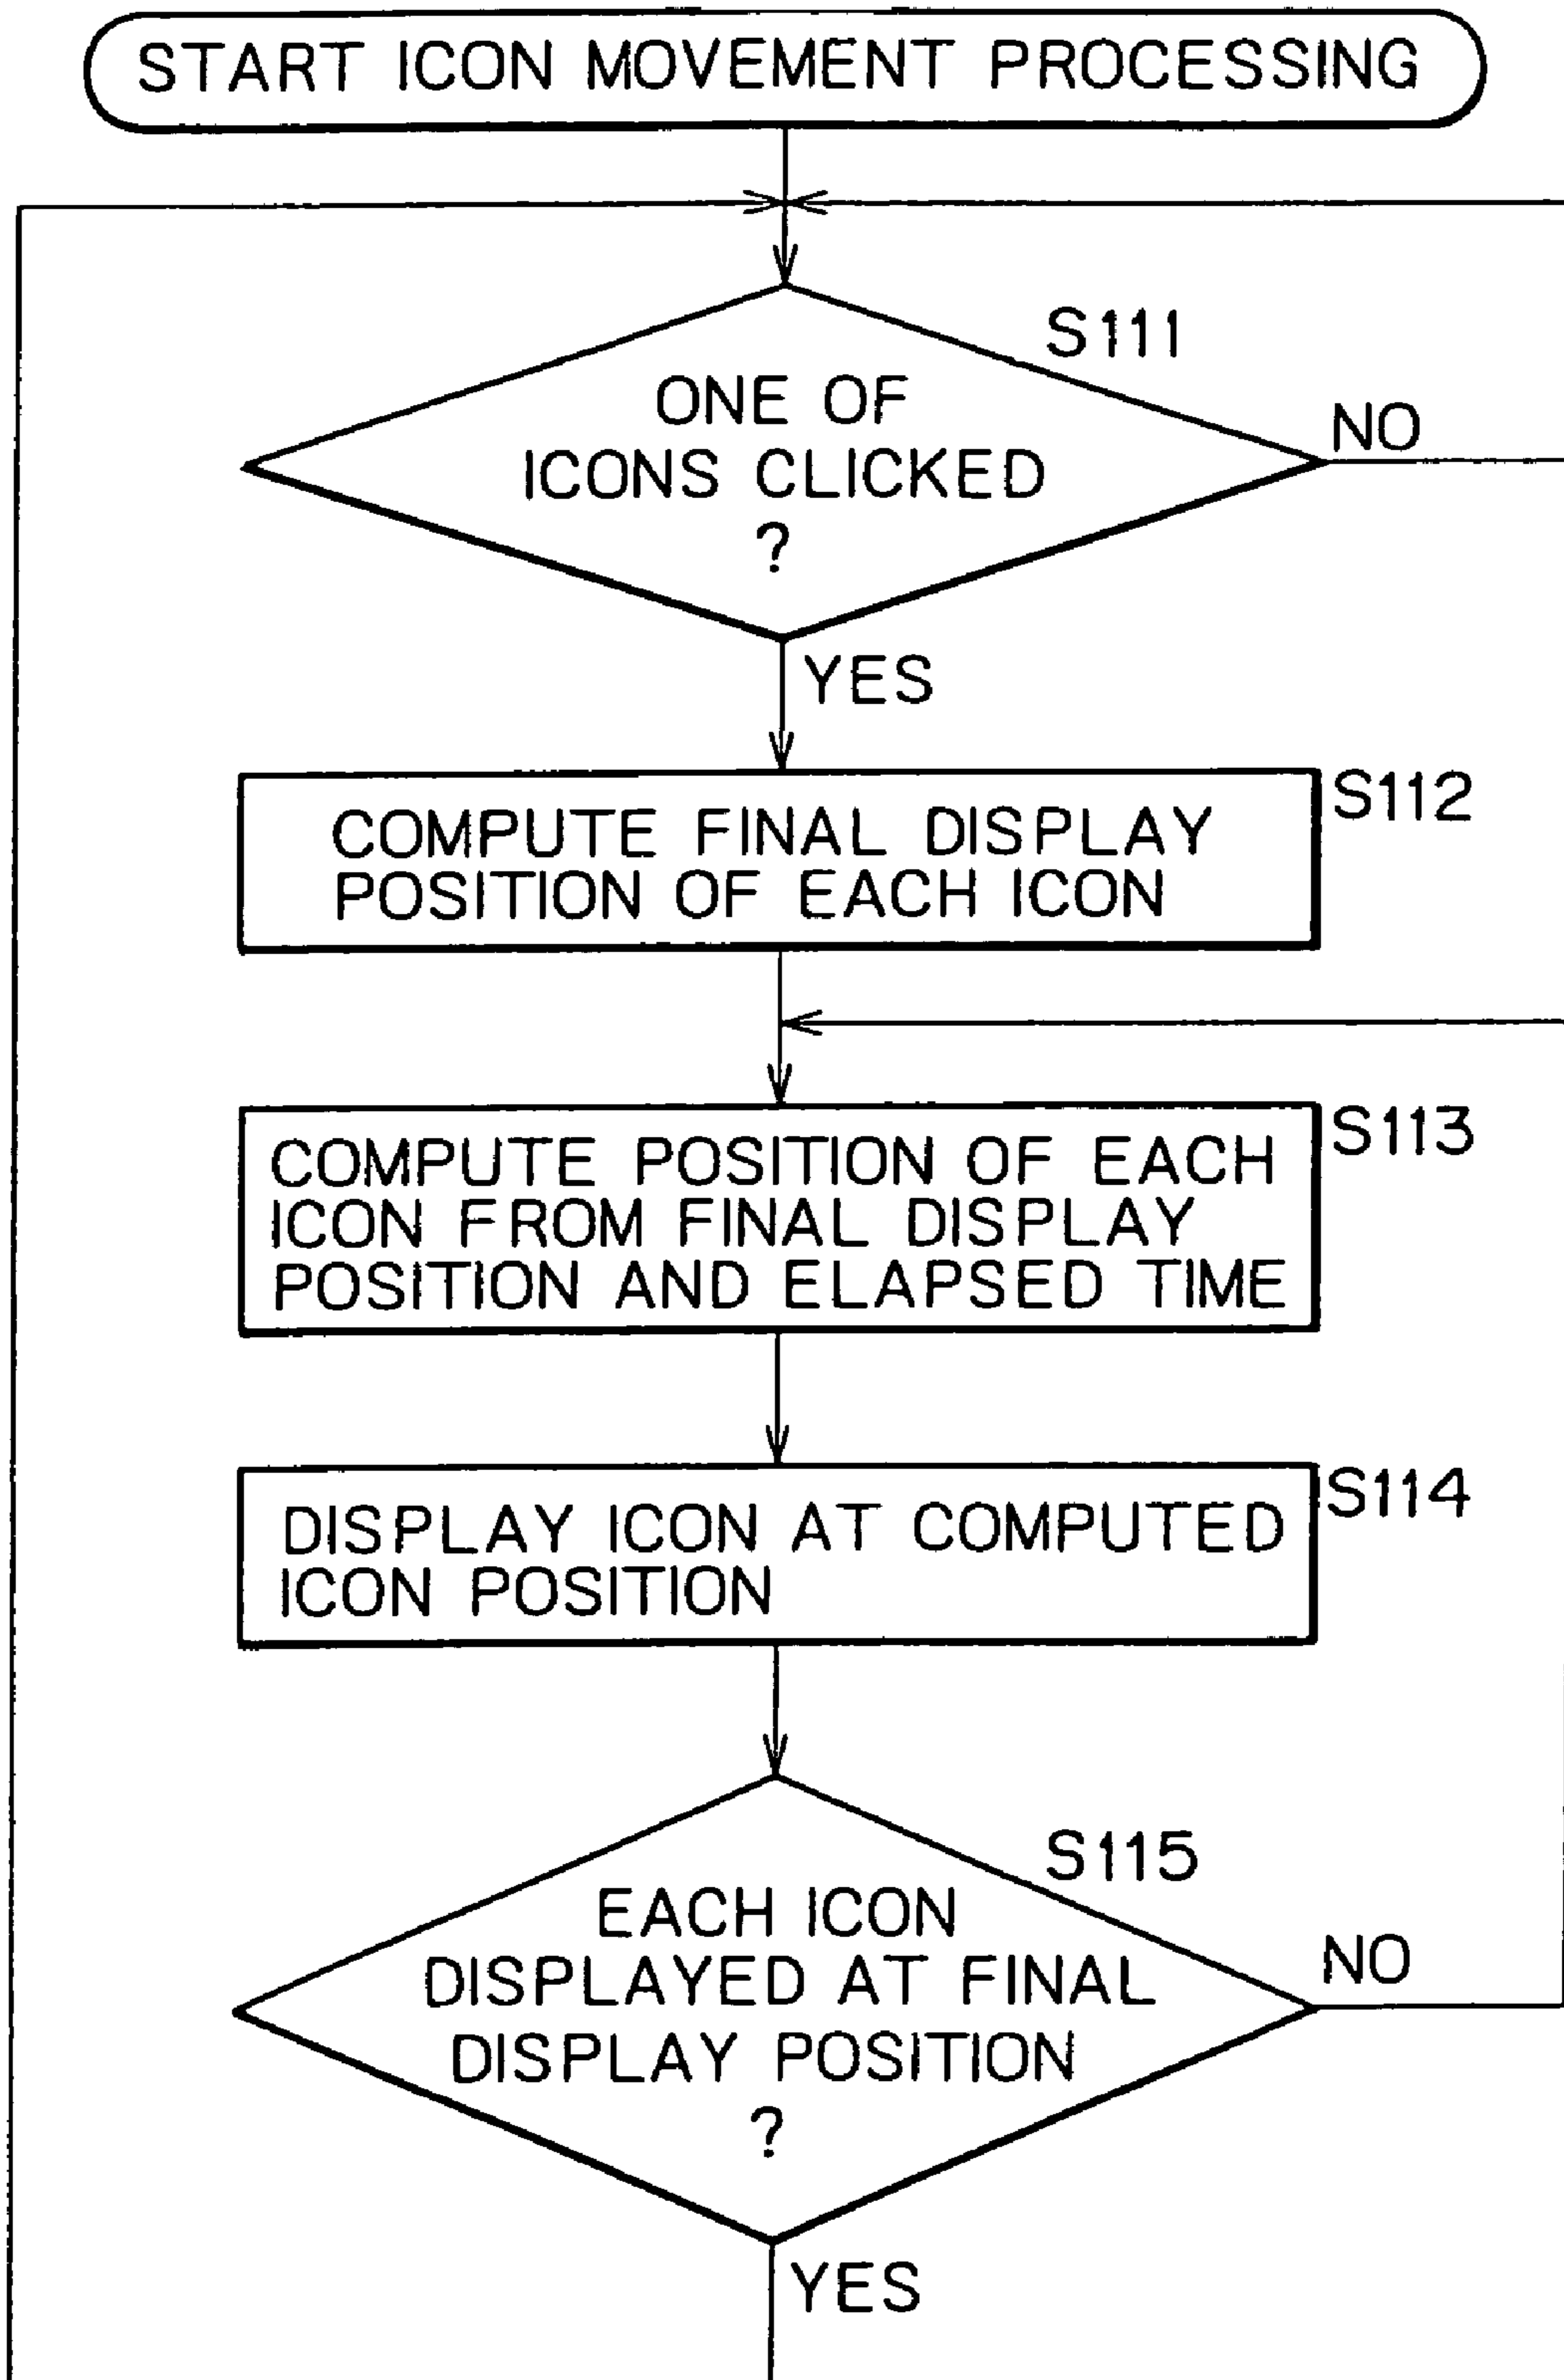 START ICON MOVEMENT PROCESSING
S111
ONE OF
ICONS CLICKED
?
NO
YES
S112
COMPUTE FINAL DISPLAY
POSITION OF EACH ICON
S113
COMPUTE POSITION OF EACH
ICON FROM FINAL DISPLAY
POSITION AND ELAPSED TIME
S114
DISPLAY ICON AT COMPUTED
ICON POSITION
S115
EACH ICON
DISPLAYED AT FINAL
DISPLAY POSITION
?
NO
YES